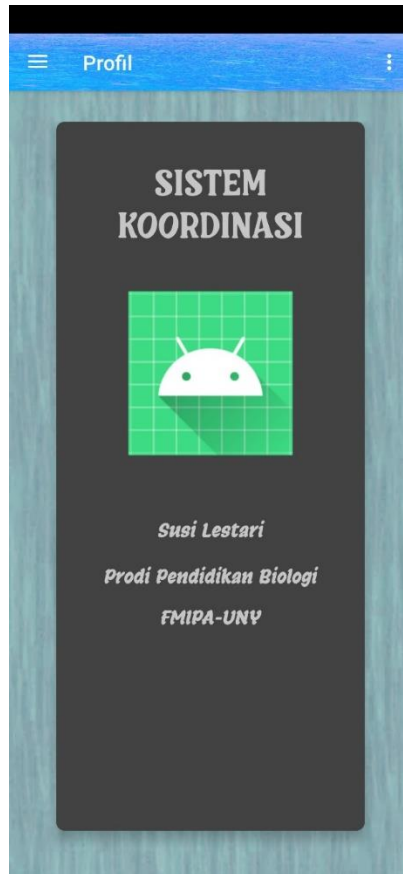 Profil
SISTEM
KOORDINASI
Susi Lestari
Prodi Pendidikan Biologi
FMIPA-UNY